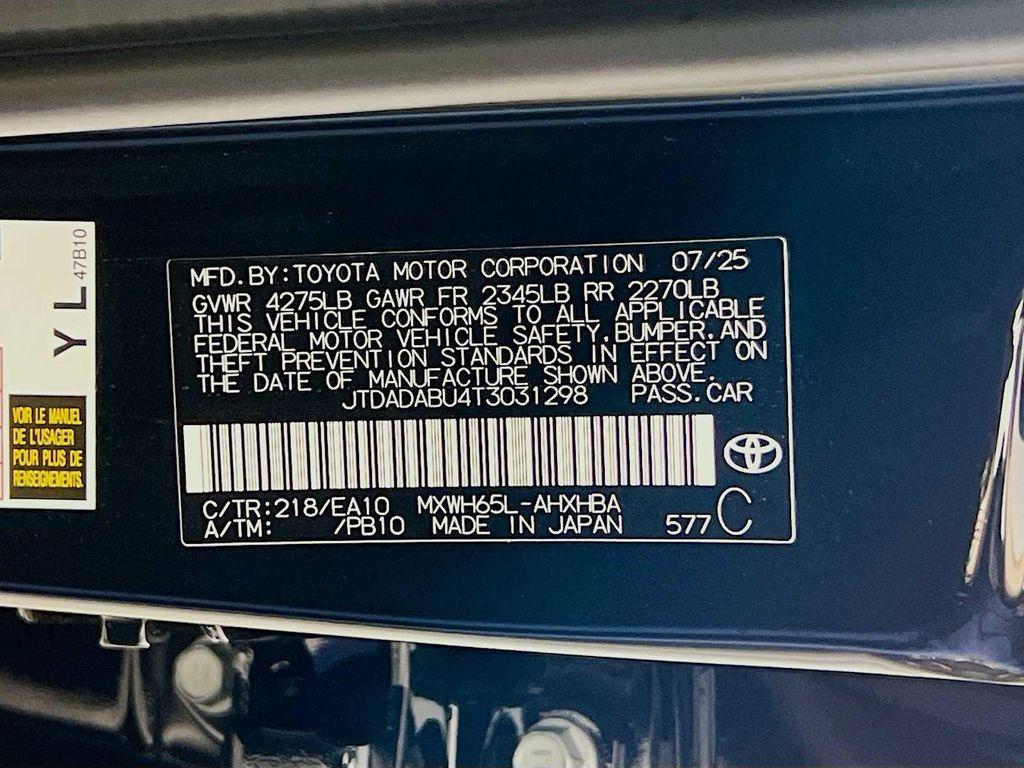 47B10
Y L
VOIR LE MANUEL
DE L'USAGER
POUR PLUS DE
RENSEIGNEMENTS.
MFD. BY: TOYOTA MOTOR CORPORATION 07/25
GVWR 4275LB GAWR FR 2345LB RR 2270LB
THIS VEHICLE CONFORMS TO ALL APPLICABLE
FEDERAL MOTOR VEHICLE SAFETY, BUMPER, AND
THEFT PREVENTION STANDARDS IN EFFECT ON
THE DATE OF MANUFACTURE SHOWN ABOVE.
JTDADABU4T3031298 PASS. CAR
C/TR: 218/EA10 MXWH65L-AHXHBA
A/TM: /PB10 MADE IN JAPAN 577 C